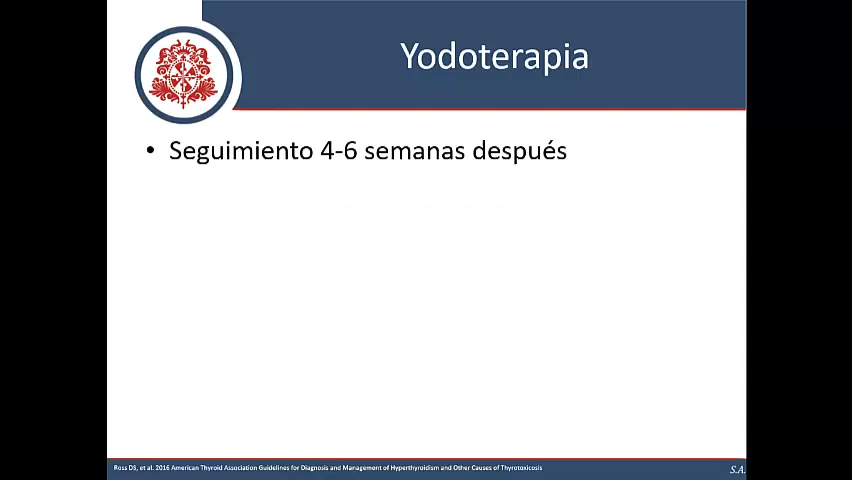 Yodoterapia
• Seguimiento 4-6 semanas después
Ross DS, et al. 2016 American Thyroid Association Guidelines for Diagnosis and Management of Hyperthyroidism and Other Causes of Thyrotoxicosis
S.A.